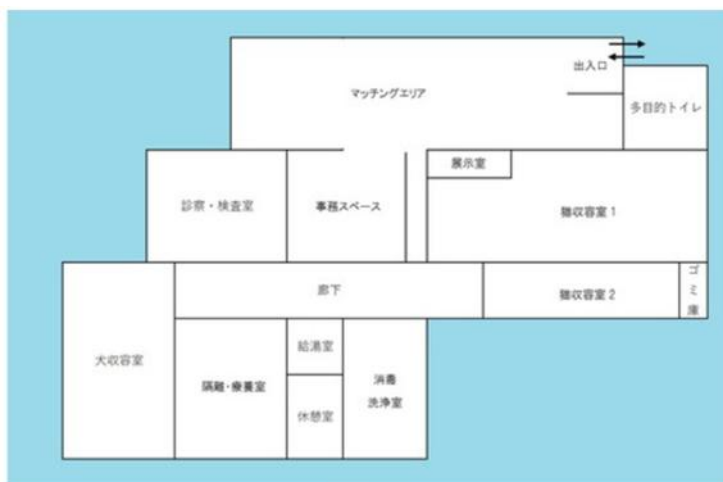 出入口
マッチングエリア
多目的トイレ
展示室
診察・検査室
事務スペース
猫収容室1
廊下
猫収容室2
ゴミ庫
犬収容室
隔離・療養室
給湯室
休憩室
消毒
洗浄室